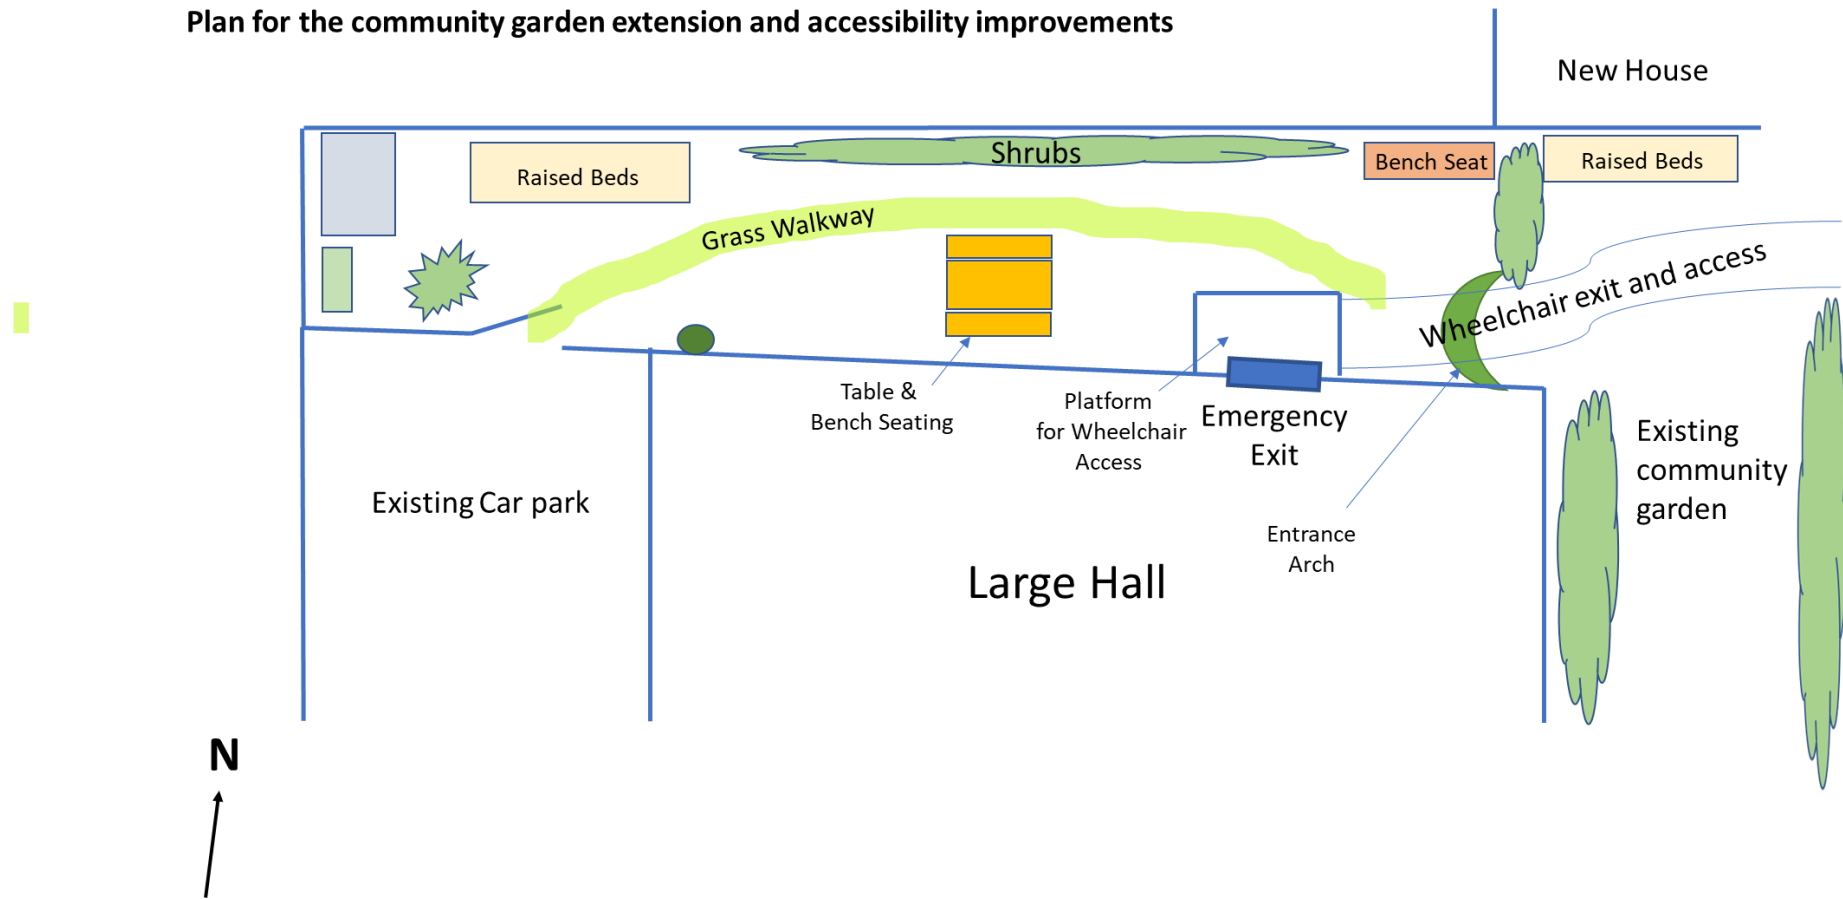 Plan for the community garden extension and accessibility improvements
New House
Shrubs
Bench Seat
Raised Beds
Raised Beds
Grass Walkway
Wheelchair exit and access
Table &
Bench Seating
Platform
for Wheelchair
Access
Emergency
Exit
Existing
community
garden
Existing Car park
Entrance
Arch
Large Hall
N